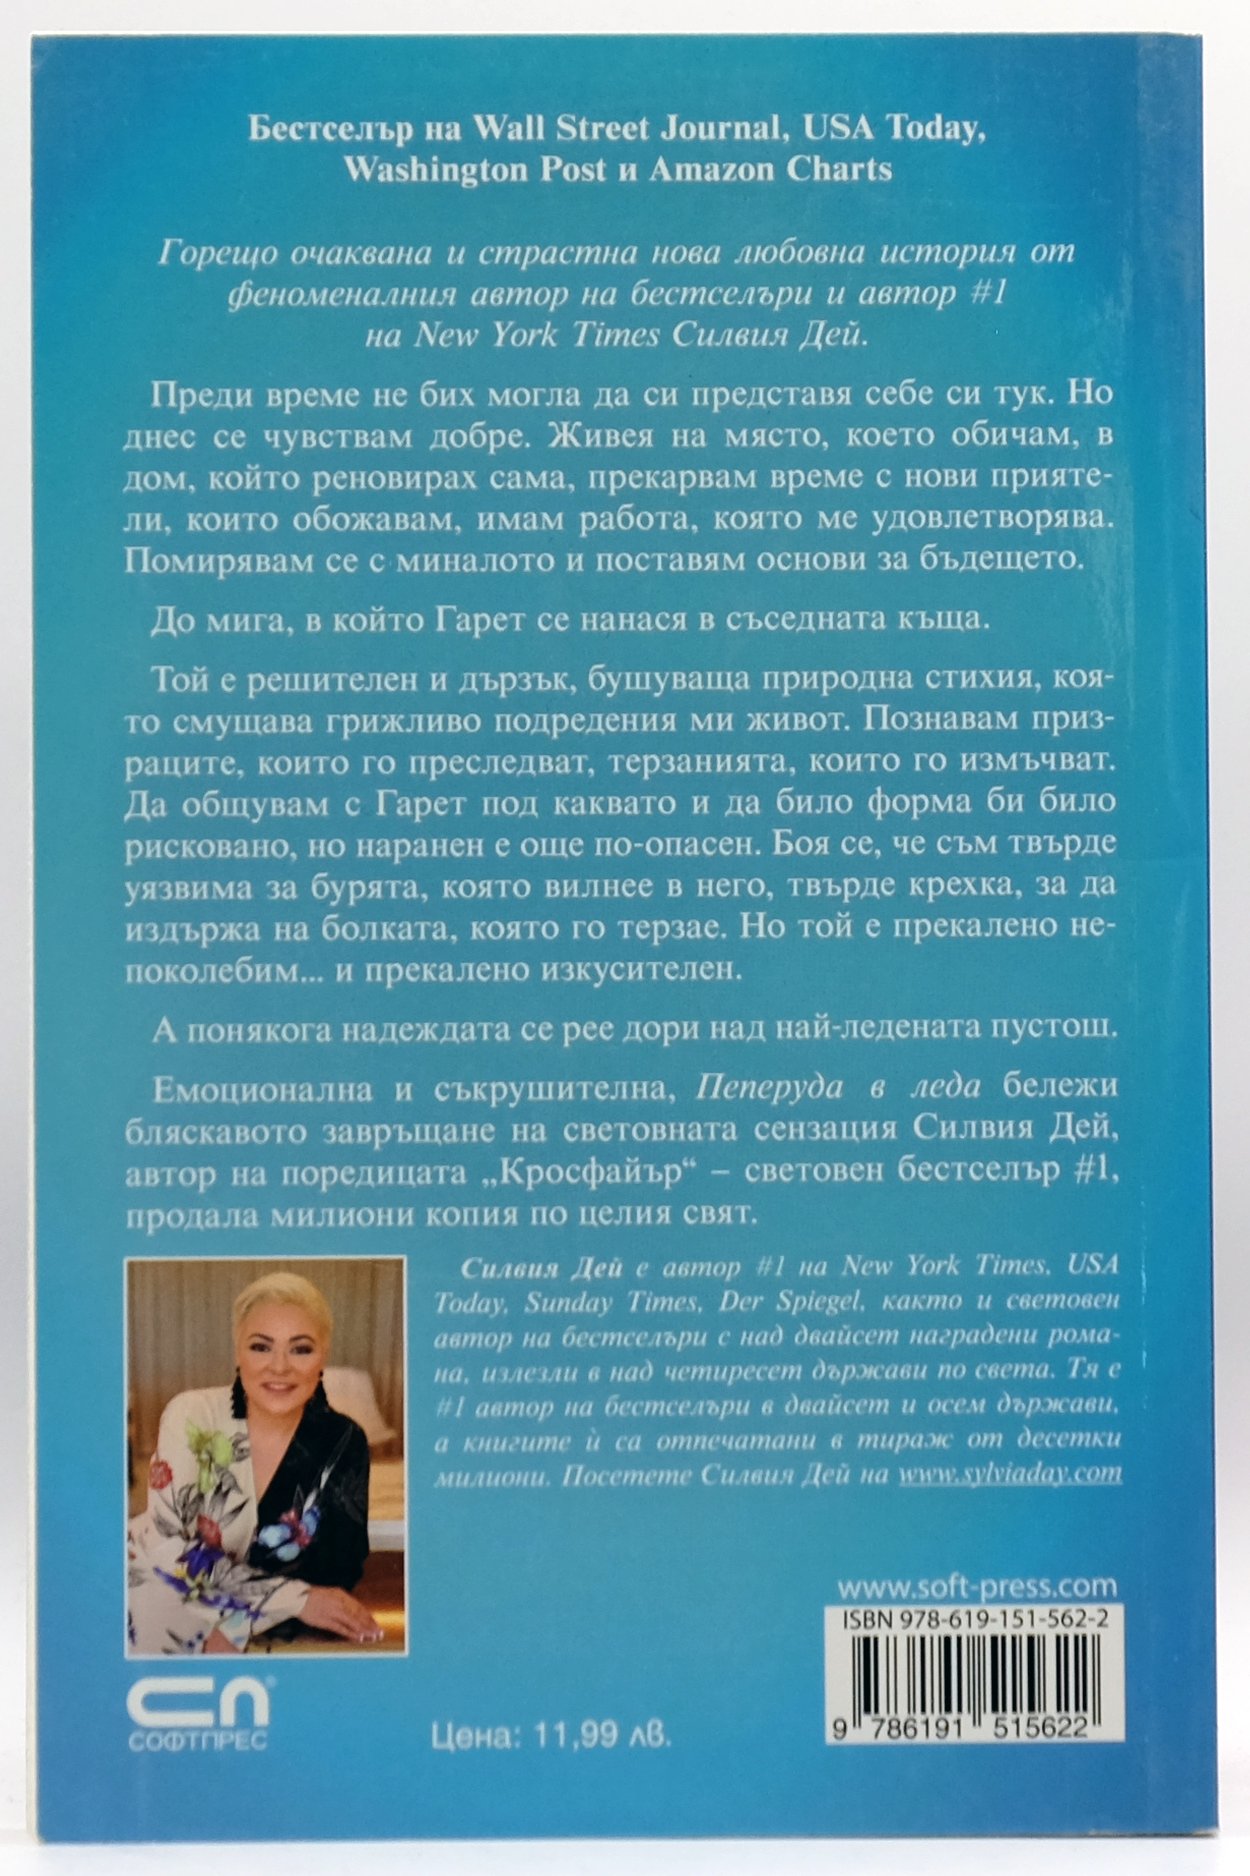 Бестселър на Wall Street Journal, USA Today,
Washington Post и Amazon Charts
Горещо очаквана и страстна нова любовна история от
феноменалния автор на бестселъри и автор #1
на New York Times Силвия Дей.
Преди време не бих могла да си представя себе си тук. Но
днес се чувствам добре. Живея на място, което обичам, в
дом, който реновирах сама, прекарвам време с нови прияте-
ли, които обожавам, имам работа, която ме удовлетворява.
Помирявам се с миналото и поставям основи за бъдещето.
До мига, в който Гарет се нанася в съседната къща.
Той е решителен и дързък, бушуваща природна стихия, коя-
то смущава грижливо подредения ми живот. Познавам приз-
раците, които го преследват, терзанията, които го измъчват.
Да общувам с Гарет под каквато и да било форма би било
рисковано, но наранен е още по-опасен. Боя се, че съм твърде
уязвима за бурята, която вилнее в него, твърде крехка, за да
издържа на болката, която го терзае. Но той е прекалено не-
поколебим... и прекалено изкусителен.
А понякога надеждата се рее дори над най-ледената пустош.
Емоционална и съкрушителна, Пеперуда в леда бележи
бляскавото завръщане на световната сензация Силвия Дей,
автор на поредицата „Кросфайър“ – световен бестселър #1,
продала милиони копия по целия свят.
Силвия Дей е автор #1 на New York Times, USA
Today, Sunday Times, Der Spiegel, както и световен
автор на бестселъри с над двайсет наградени рома-
на, излезли в над четиресет държави по света. Тя е
#1 автор на бестселъри в двайсет и осем държави,
а книгите ѝ са отпечатани в тираж от десетки
милиони. Посетете Силвия Дей на www.sylviaday.com
www.soft-press.com
ISBN 978-619-151-562-2
9 786191 515622
СП®
СОФТПРЕС
Цена: 11,99 лв.